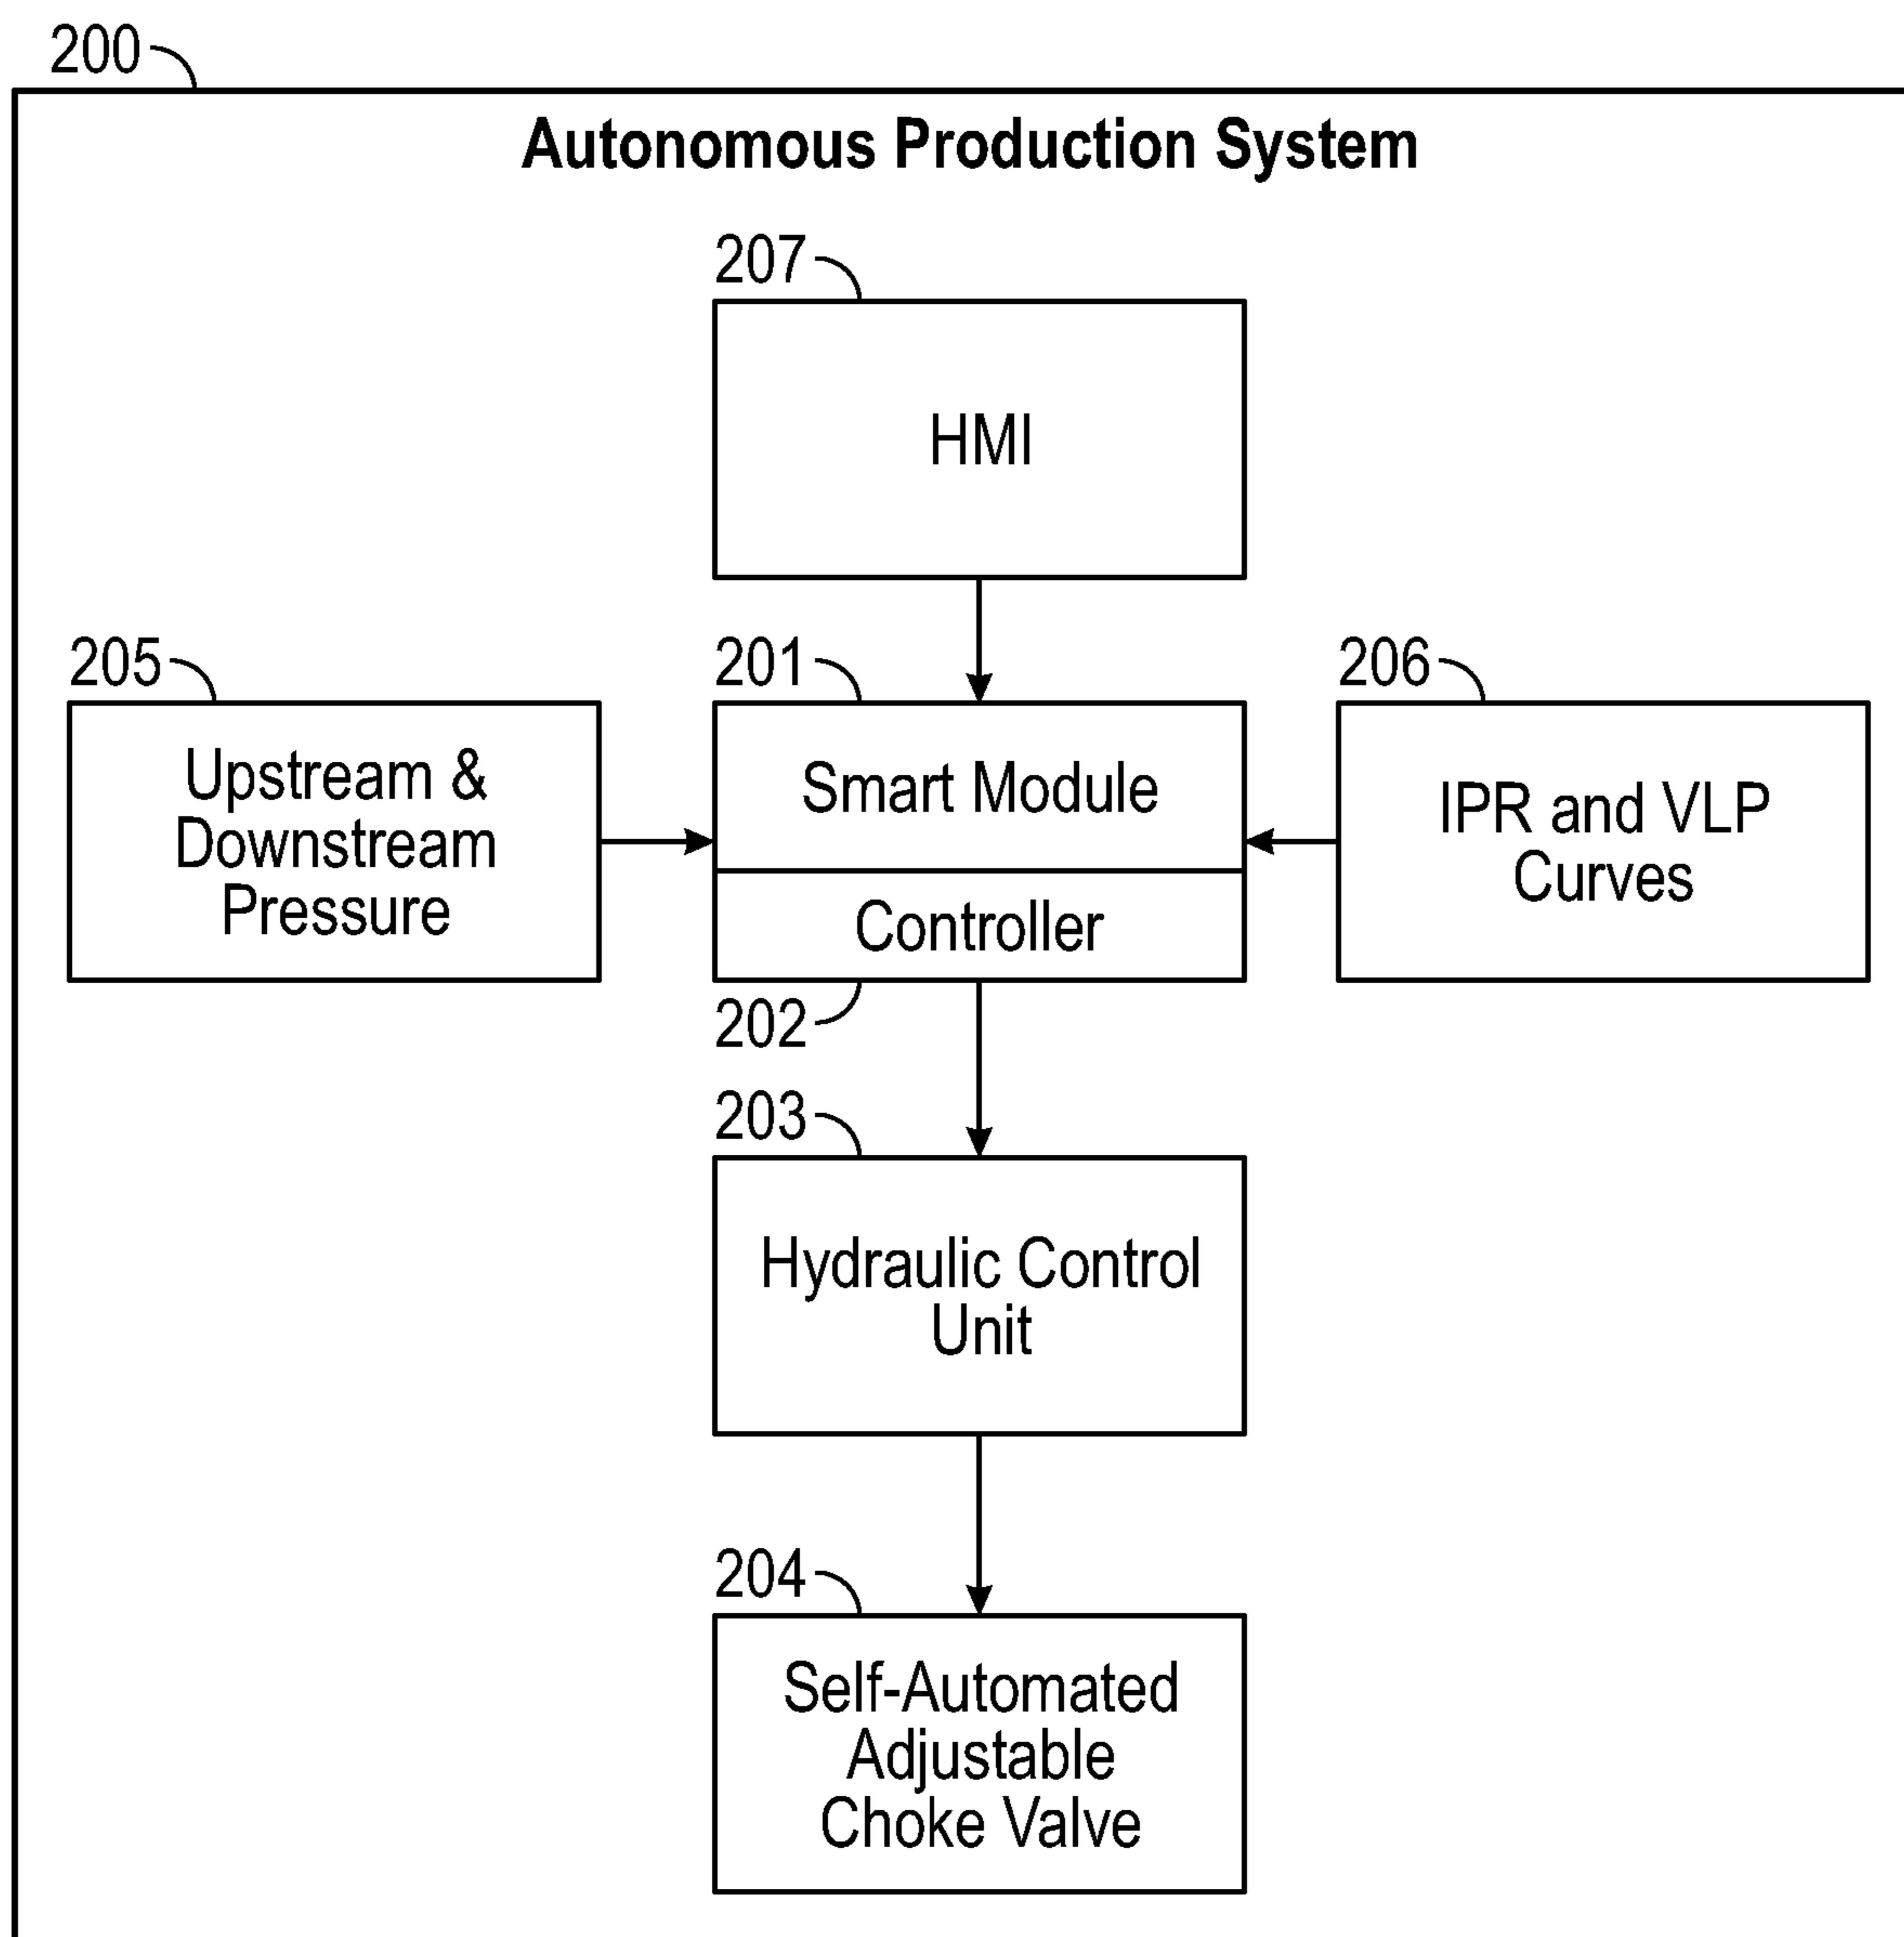 200
Autonomous Production System
207
HMI
205
201
206
Upstream &
Downstream
Pressure
Smart Module
IPR and VLP
Curves
Controller
202
203
Hydraulic Control
Unit
204
Self-Automated
Adjustable
Choke Valve